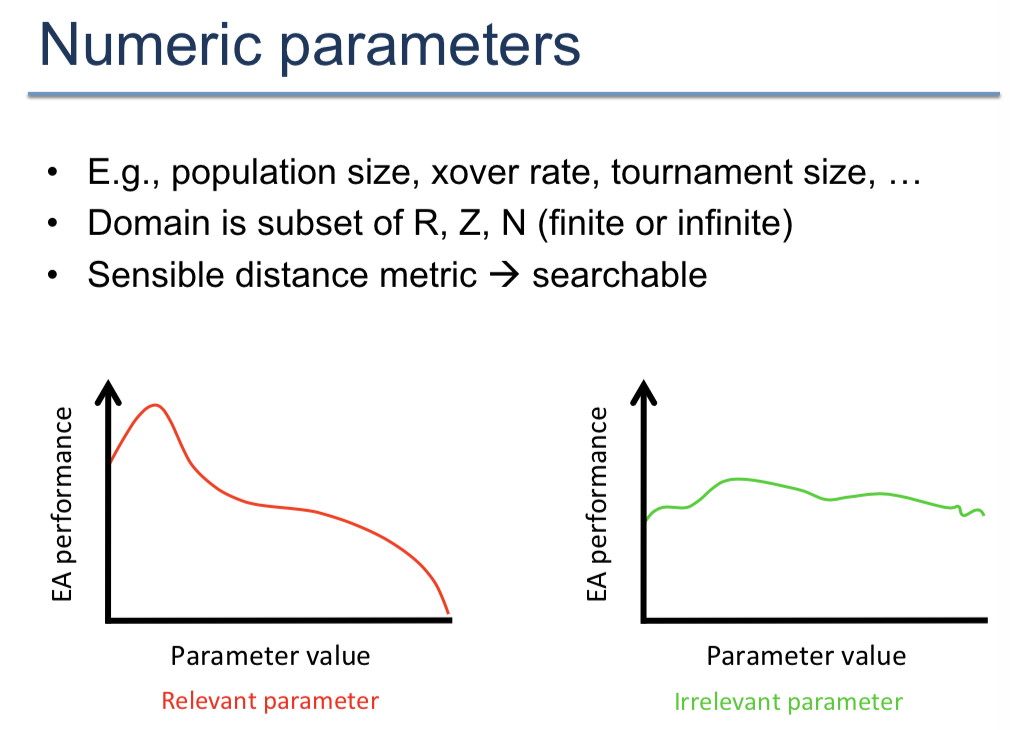 Numeric parameters
• E.g., population size, xover rate, tournament size, …
• Domain is subset of R, Z, N (finite or infinite)
• Sensible distance metric → searchable
EA performance
Parameter value
Relevant parameter
EA performance
Parameter value
Irrelevant parameter